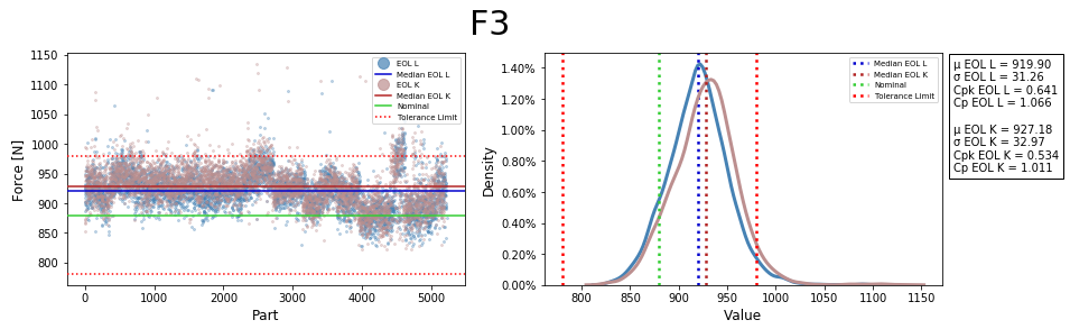 F3
1150
1100
1050
1000
950
900
850
800
Force [N]
0
1000
2000
3000
4000
5000
Part
EOL L
Median EOL L
EOL K
Median EOL K
Nominal
Tolerance Limit
1.40%
1.20%
1.00%
0.80%
0.60%
0.40%
0.20%
0.00%
Density
800
850
900
950
1000
1050
1100
1150
Value
Median EOL L
Median EOL K
Nominal
Tolerance Limit
μ EOL L = 919.90
σ EOL L = 31.26
Cpk EOL L = 0.641
Cp EOL L = 1.066
μ EOL K = 927.18
σ EOL K = 32.97
Cpk EOL K = 0.534
Cp EOL K = 1.011